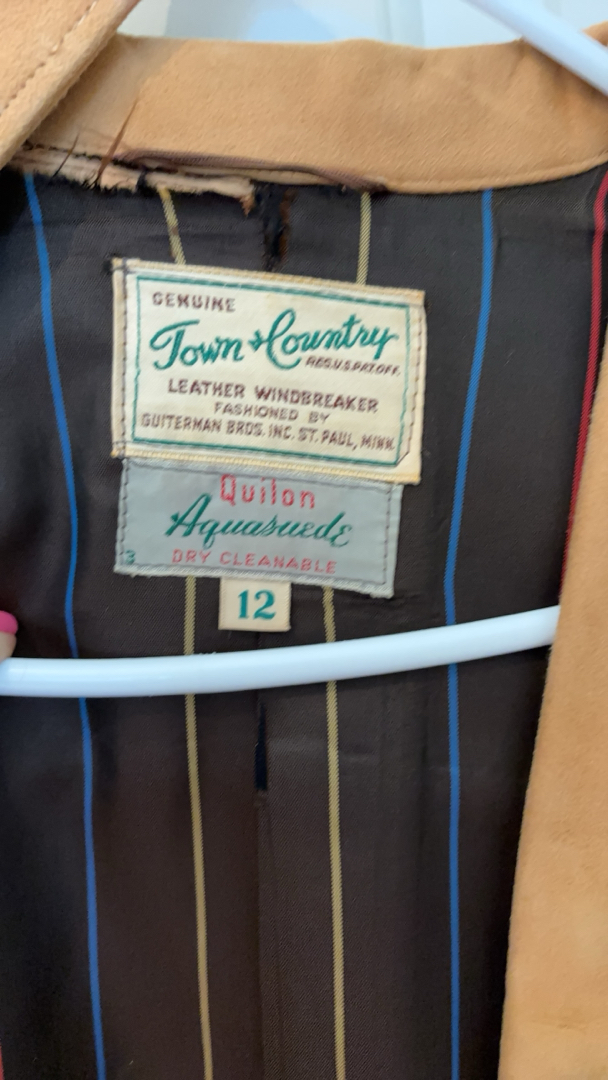 GENUINE
Town & Country
REG.U.S.PAT.OFF.
LEATHER WINDBREAKER
FASHIONED BY
GUITERMAN BROS. INC. ST. PAUL, MINN.
Quilon
Aquasuede
3 DRY CLEANABLE
12